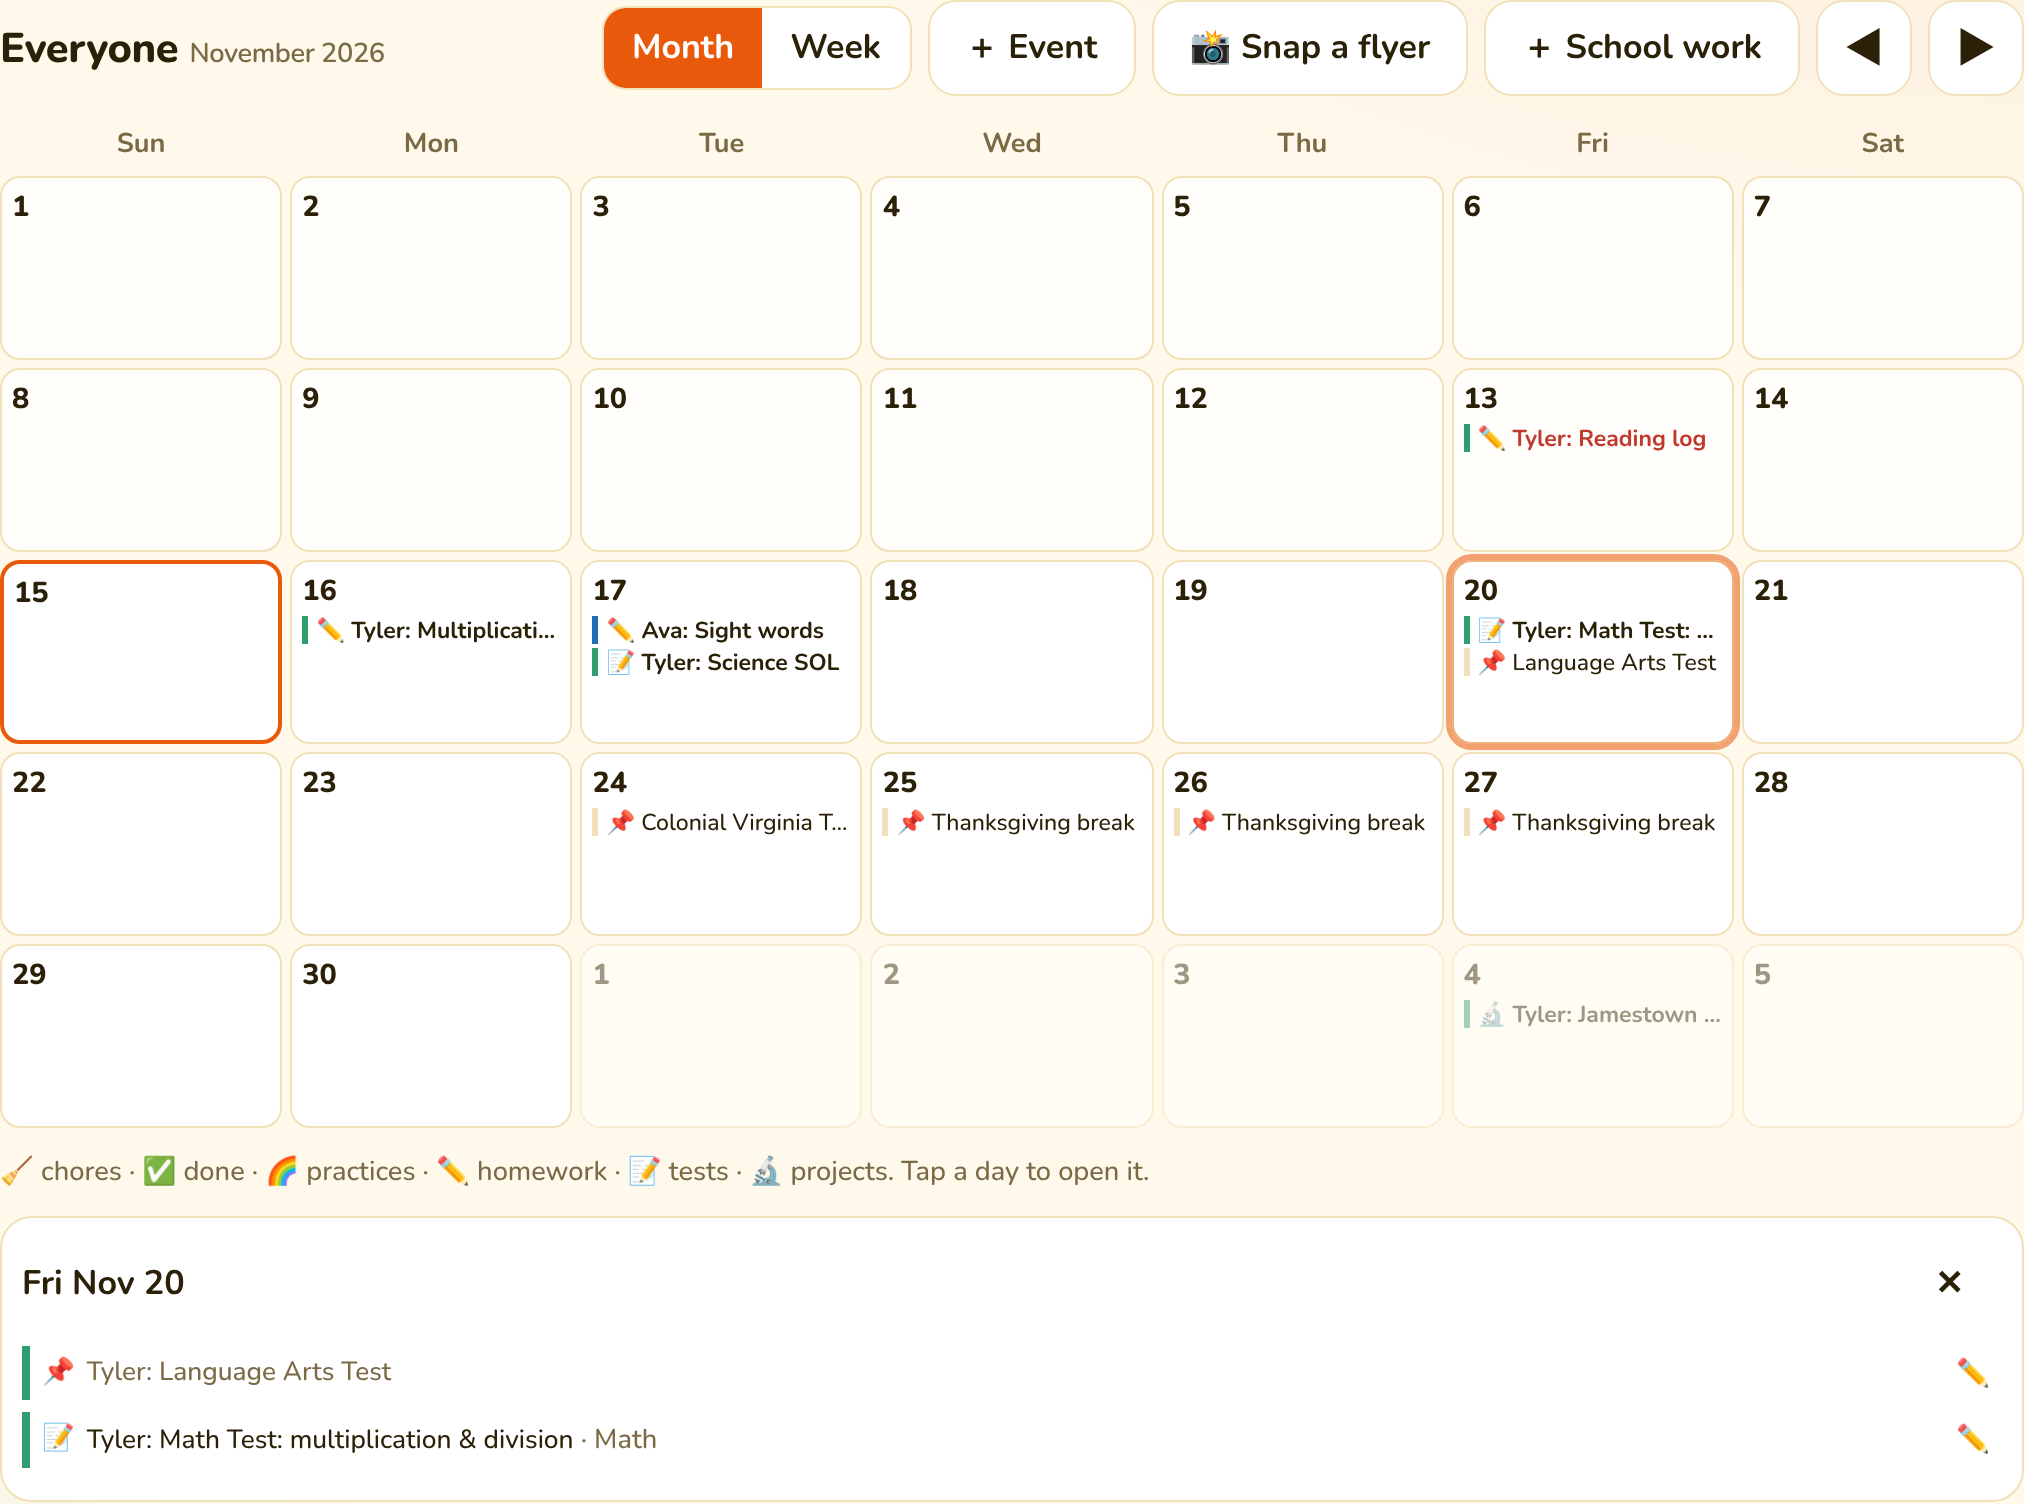 Everyone November 2026
Month Week + Event Snap a flyer + School work
Sun Mon Tue Wed Thu Fri Sat
1 2 3 4 5 6 7
8 9 10 11 12 13 14
Tyler: Reading log
15 16 17 18 19 20 21
Tyler: Multiplicati... Ava: Sight words Tyler: Math Test: ...
Tyler: Science SOL Language Arts Test
22 23 24 25 26 27 28
Colonial Virginia T... Thanksgiving break Thanksgiving break Thanksgiving break
29 30 1 2 3 4 5
Tyler: Jamestown ...
chores · done · practices · homework · tests · projects. Tap a day to open it.
Fri Nov 20
Tyler: Language Arts Test
Tyler: Math Test: multiplication & division · Math